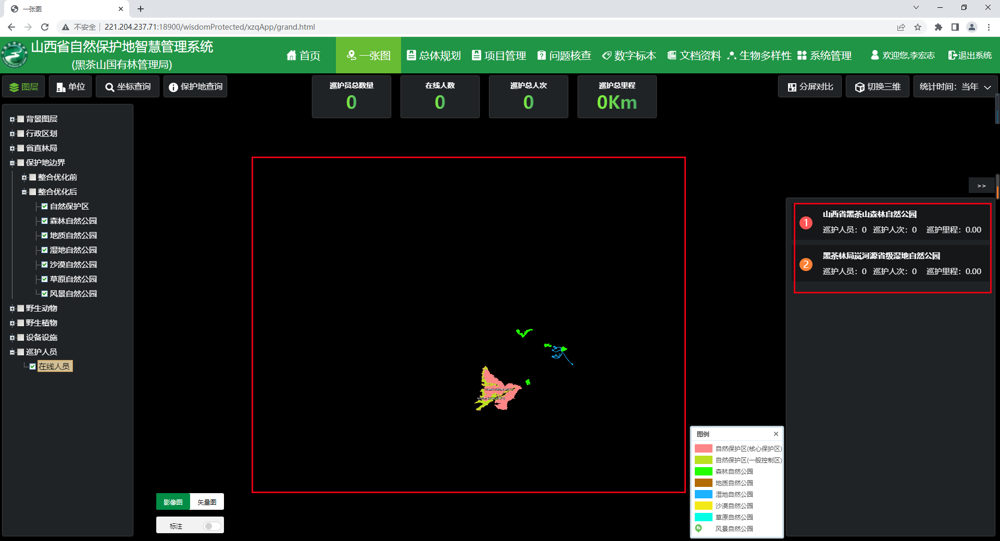 一张图
不安全
221.204.237.71:18900/wisdomProtected/xzqApp/grand.html
山西省自然保护地智慧管理系统
(黑茶山国有林管理局)
首页
一张图
总体规划
项目管理
问题核查
数字标本
文档资料
生物多样性
系统管理
欢迎您,李宏志
退出系统
图层
单位
坐标查询
保护地查询
巡护员总数量
0
在线人数
0
巡护总人次
0
巡护总里程
0Km
分屏对比
切换三维
统计时间：当年
背景图层
行政区划
省直林局
保护地边界
整合优化前
整合优化后
自然保护区
森林自然公园
地质自然公园
湿地自然公园
沙漠自然公园
草原自然公园
风景自然公园
野生动物
野生植物
设备设施
巡护人员
在线人员
>>
1
山西省黑茶山森林自然公园
巡护人员：0 巡护人次：0 巡护里程：0.00
2
黑茶林局岚河源省级湿地自然公园
巡护人员：0 巡护人次：0 巡护里程：0.00
图例
自然保护区(核心保护区)
自然保护区(一般控制区)
森林自然公园
地质自然公园
湿地自然公园
沙漠自然公园
草原自然公园
风景自然公园
影像图
矢量图
标注